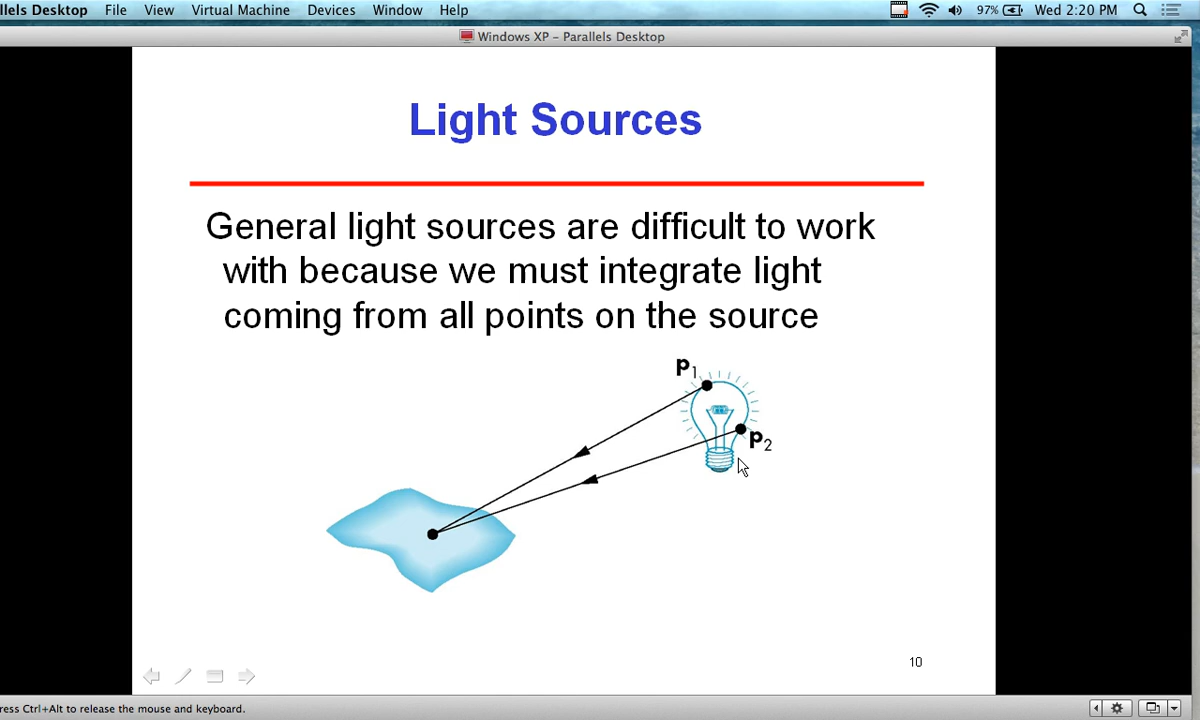 llels Desktop File View Virtual Machine Devices Window Help 97% Wed 2:20 PM
Windows XP – Parallels Desktop
Light Sources
General light sources are difficult to work
with because we must integrate light
coming from all points on the source
p1
p2
10
ress Ctrl+Alt to release the mouse and keyboard.